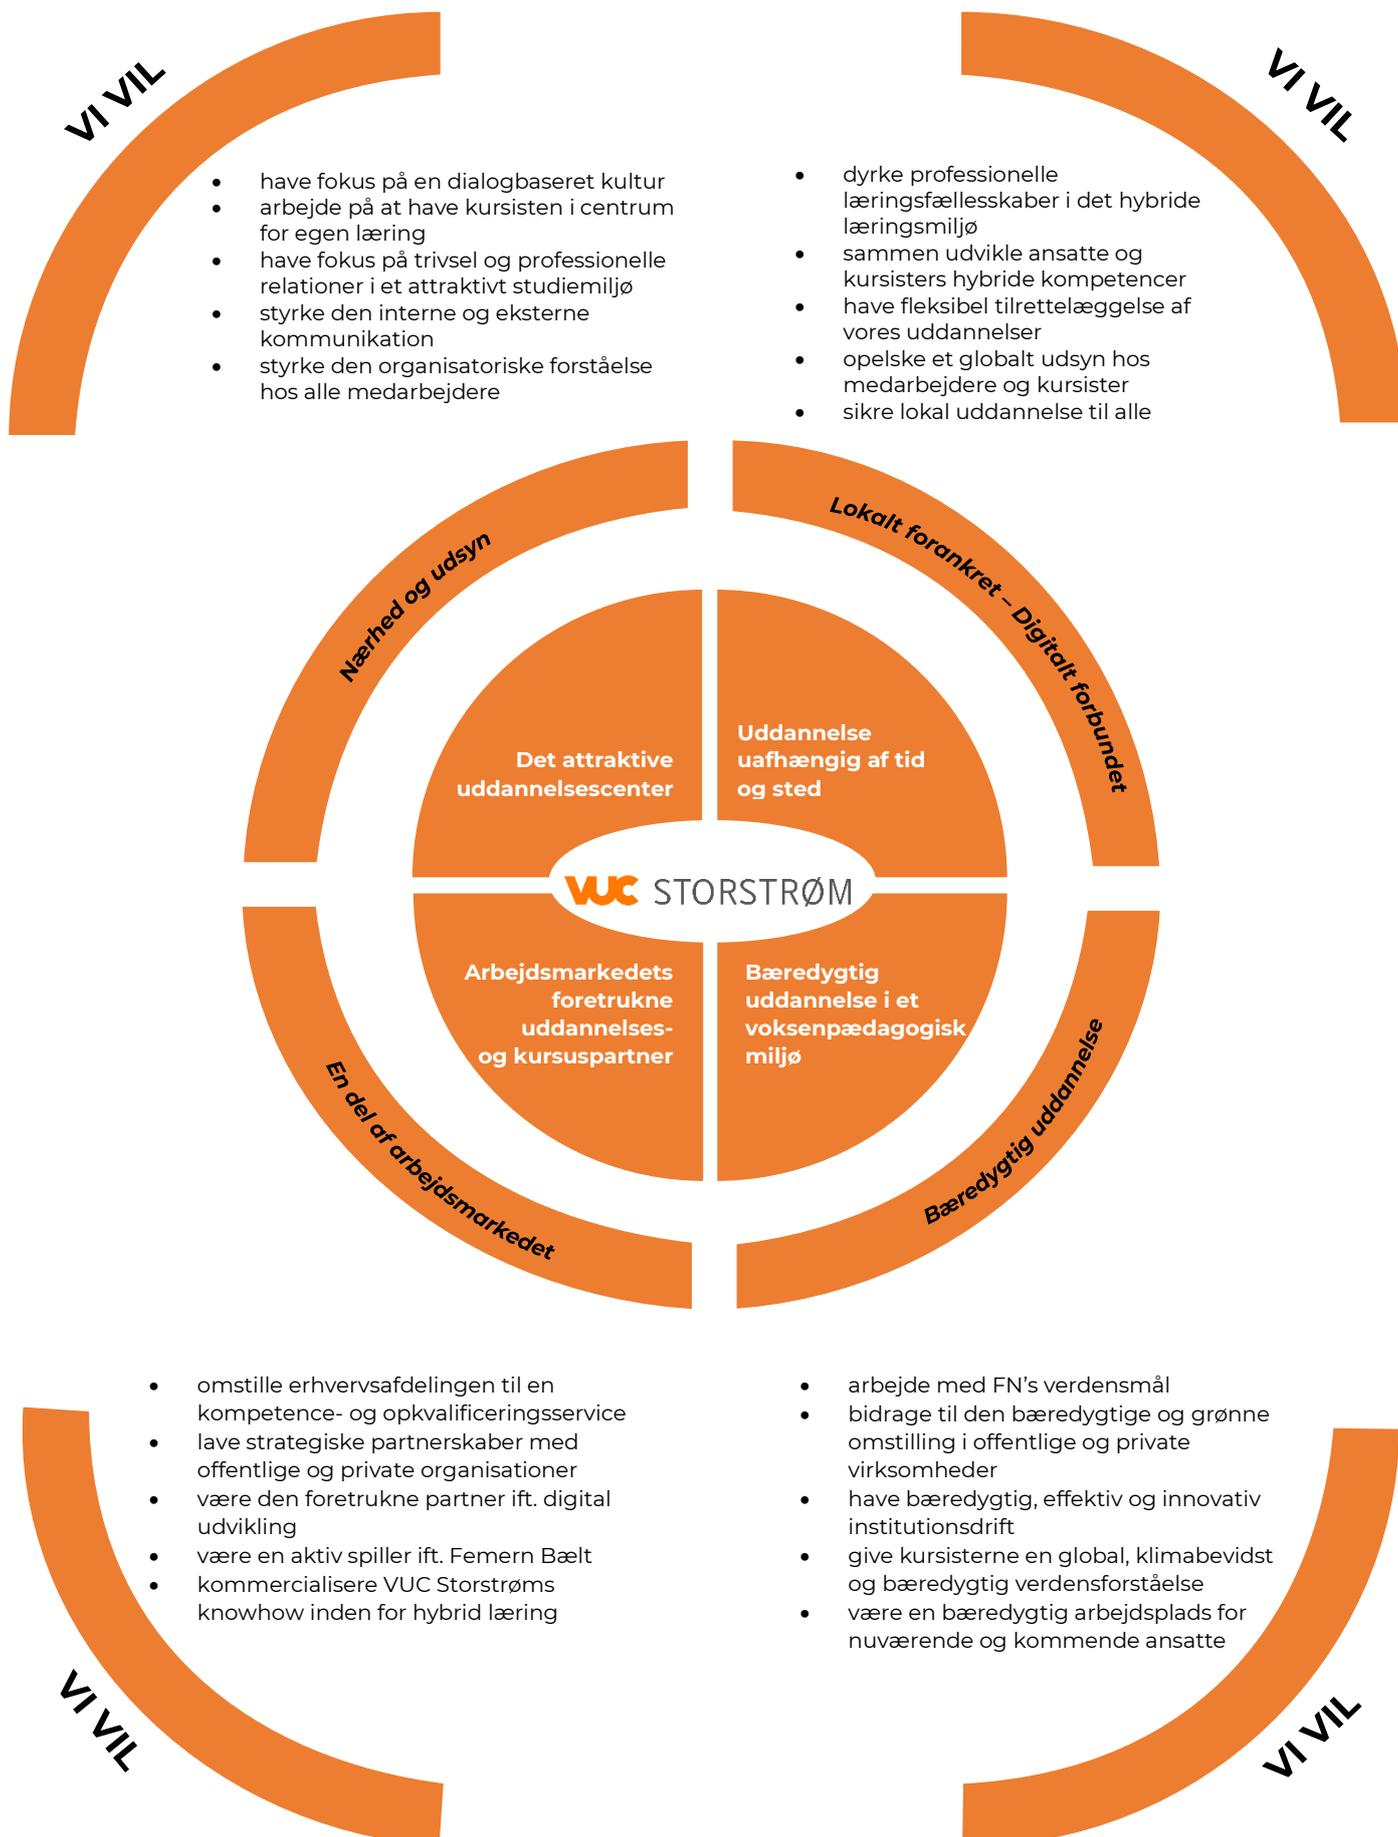 VI VIL
• have fokus på en dialogbaseret kultur
• arbejde på at have kursisten i centrum
for egen læring
• have fokus på trivsel og professionelle
relationer i et attraktivt studiemiljø
• styrke den interne og eksterne
kommunikation
• styrke den organisatoriske forståelse
hos alle medarbejdere
VI VIL
• dyrke professionelle
læringsfællesskaber i det hybride
læringsmiljø
• sammen udvikle ansatte og
kursisters hybride kompetencer
• have fleksibel tilrettelæggelse af
vores uddannelser
• opelske et globalt udsyn hos
medarbejdere og kursister
• sikre lokal uddannelse til alle
Nærhed og udsyn
Lokalt forankret – Digitalt forbundet
Det attraktive
uddannelsescenter
Uddannelse
uafhængig af tid
og sted
VUC STORSTRØM
Arbejdsmarkedets
foretrukne
uddannelses-
og kursuspartner
Bæredygtig
uddannelse i et
voksenpædagogisk
miljø
En del af arbejdsmarkedet
Bæredygtig uddannelse
• omstille erhvervsafdelingen til en
kompetence- og opkvalificeringsservice
• lave strategiske partnerskaber med
offentlige og private organisationer
• være den foretrukne partner ift. digital
udvikling
• være en aktiv spiller ift. Femern Bælt
• kommercialisere VUC Storstrøms
knowhow inden for hybrid læring
VI VIL
• arbejde med FN’s verdensmål
• bidrage til den bæredygtige og grønne
omstilling i offentlige og private
virksomheder
• have bæredygtig, effektiv og innovativ
institutionsdrift
• give kursisterne en global, klimabevidst
og bæredygtig verdensforståelse
• være en bæredygtig arbejdsplads for
nuværende og kommende ansatte
VI VIL